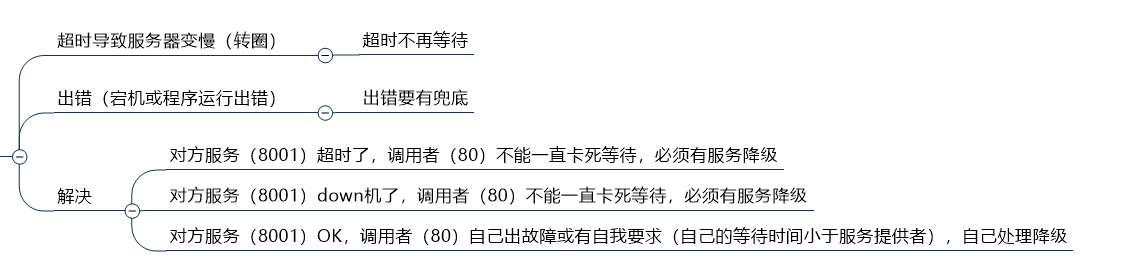 超时导致服务器变慢（转圈）
超时不再等待
出错（宕机或程序运行出错）
出错要有兜底
对方服务（8001）超时了，调用者（80）不能一直卡死等待，必须有服务降级
解决
对方服务（8001）down机了，调用者（80）不能一直卡死等待，必须有服务降级
对方服务（8001）OK，调用者（80）自己出故障或有自我要求（自己的等待时间小于服务提供者），自己处理降级